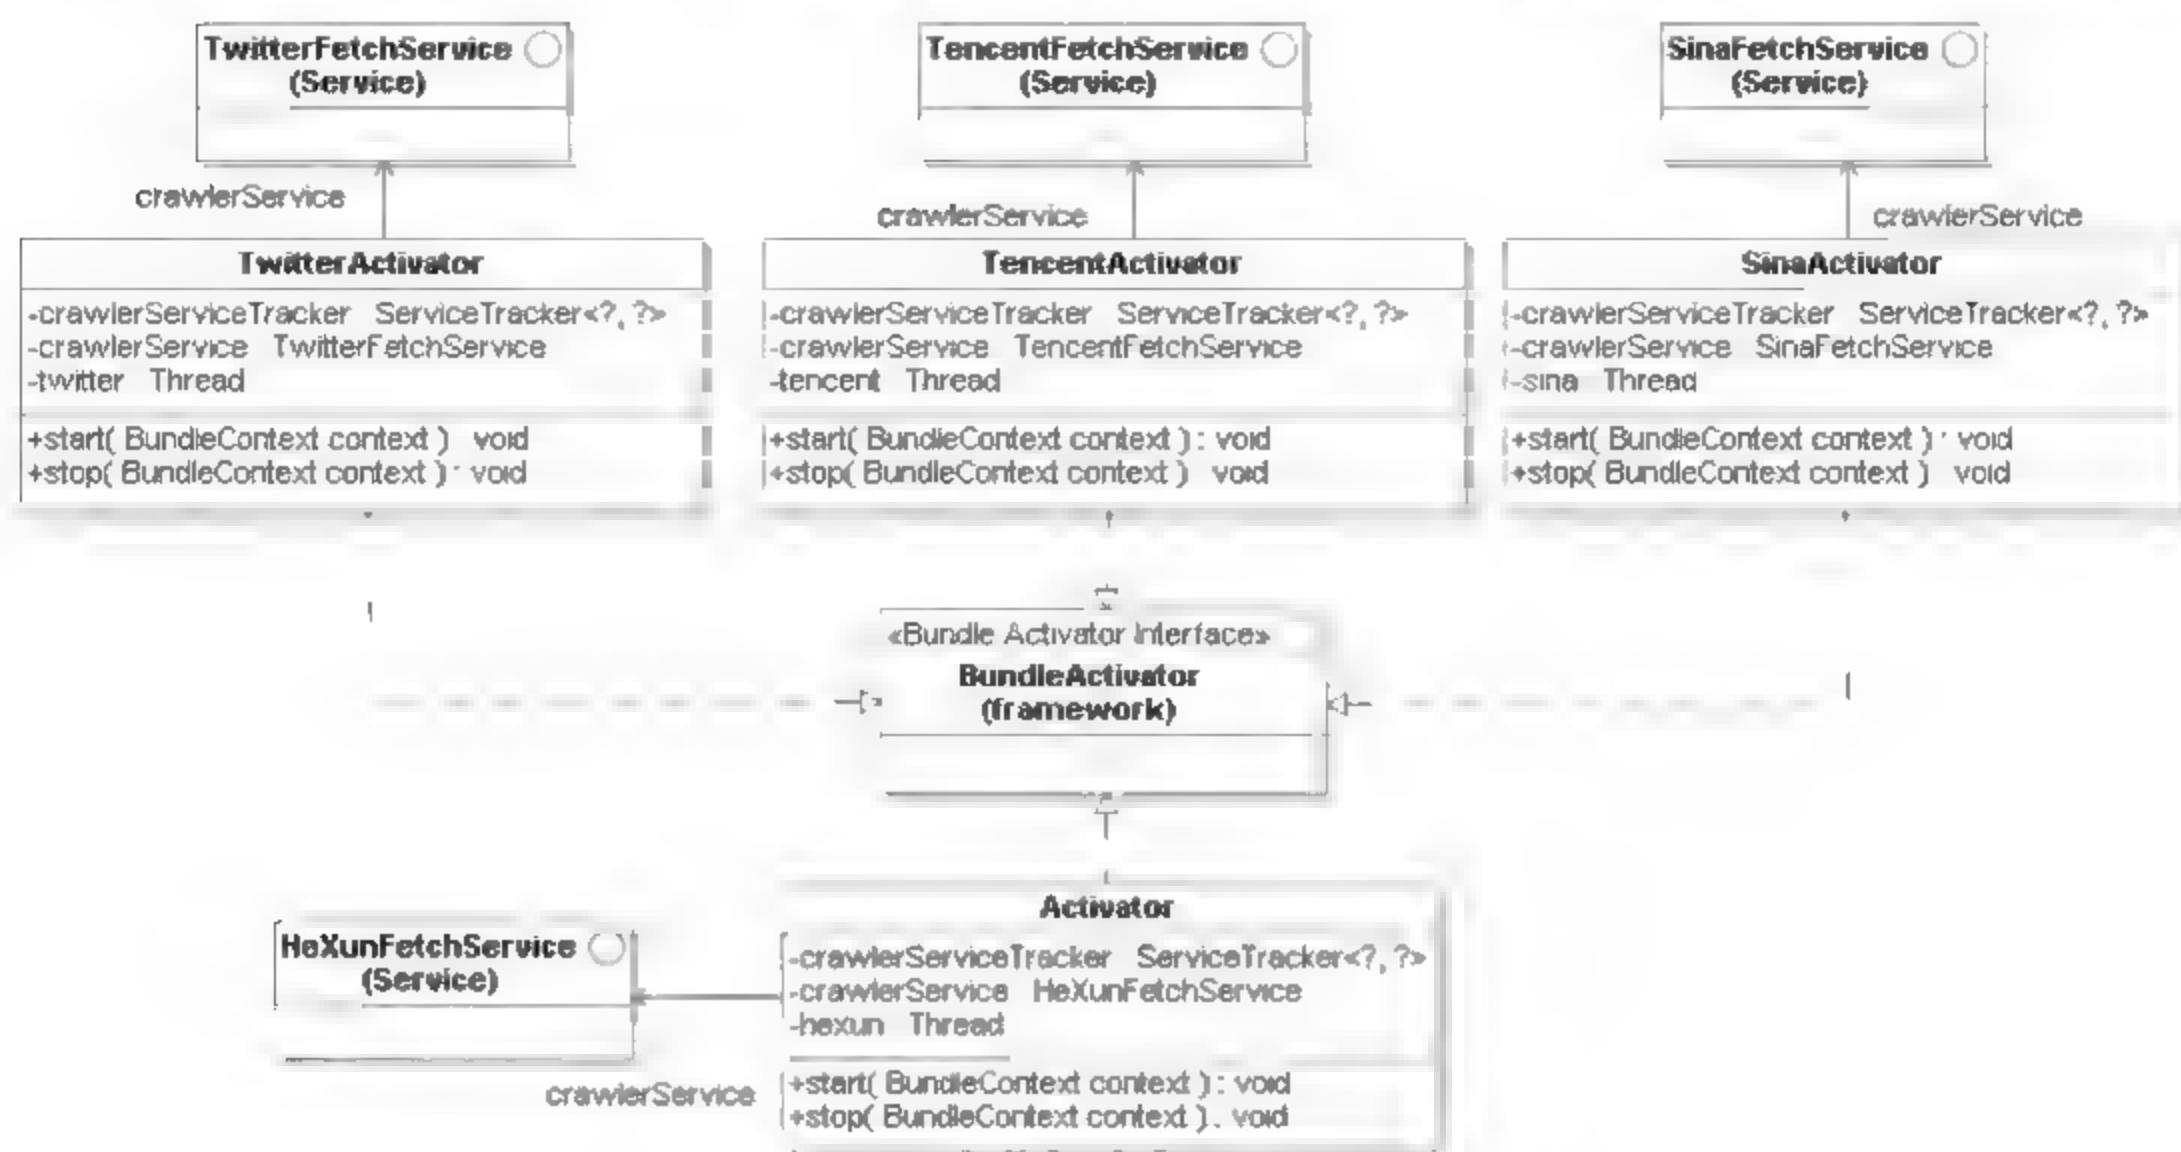 TwitterFetchService
(Service)
TencentFetchService
(Service)
SinaFetchService
(Service)
crawlerService
crawlerService
crawlerService
TwitterActivator
-crawlerServiceTracker ServiceTracker<?, ?>
-crawlerService TwitterFetchService
-twitter Thread
+start( BundleContext context ) void
+stop( BundleContext context ) : void
TencentActivator
-crawlerServiceTracker ServiceTracker<?, ?>
-crawlerService TencentFetchService
-tencent Thread
+start( BundleContext context ) : void
+stop( BundleContext context ) void
SinaActivator
-crawlerServiceTracker ServiceTracker<?, ?>
-crawlerService SinaFetchService
-sina Thread
+start( BundleContext context ) : void
+stop( BundleContext context ) void
«Bundle Activator Interface»
BundleActivator
(framework)
HeXunFetchService
(Service)
crawlerService
Activator
-crawlerServiceTracker ServiceTracker<?, ?>
-crawlerService HeXunFetchService
-hexun Thread
+start( BundleContext context ) : void
+stop( BundleContext context ) . void